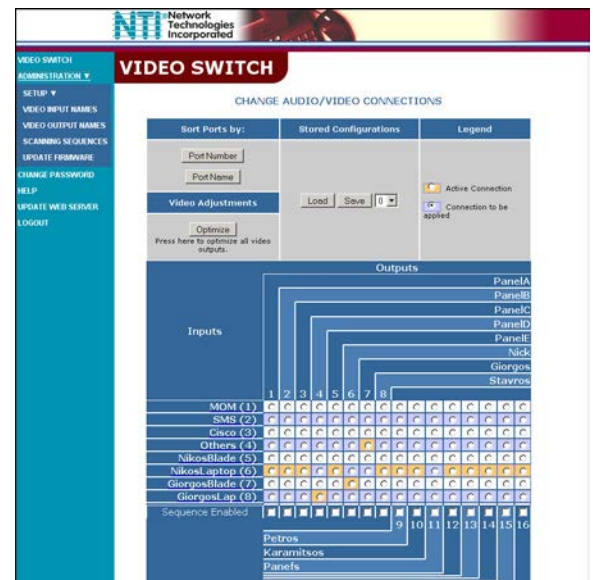 NTI
Network
Technologies
Incorporated
VIDEO SWITCH
ADMINISTRATION ▼
SETUP ▼
VIDEO INPUT NAMES
VIDEO OUTPUT NAMES
SCANNING SEQUENCES
UPDATE FIRMWARE
CHANGE PASSWORD
HELP
UPDATE WEB SERVER
LOGOUT
VIDEO SWITCH
CHANGE AUDIO/VIDEO CONNECTIONS
Sort Ports by:
Port Number
Port Name
Video Adjustments
Optimize
Press here to optimize all video
outputs.
Stored Configurations
Load Save 0
Legend
Active Connection
Connection to be
applied
Outputs
PanelA
PanelB
PanelC
PanelD
PanelE
Nick
Giorgos
Stavros
Inputs
1 2 3 4 5 6 7 8
MOM (1)
SMS (2)
Cisco (3)
Others (4)
NikosBlade (5)
NikosLaptop (6)
GiorgosBlade (7)
GiorgosLap (8)
Sequence Enabled
9 10 11 12 13 14 15 16
Petros
Karamitsos
Panefs